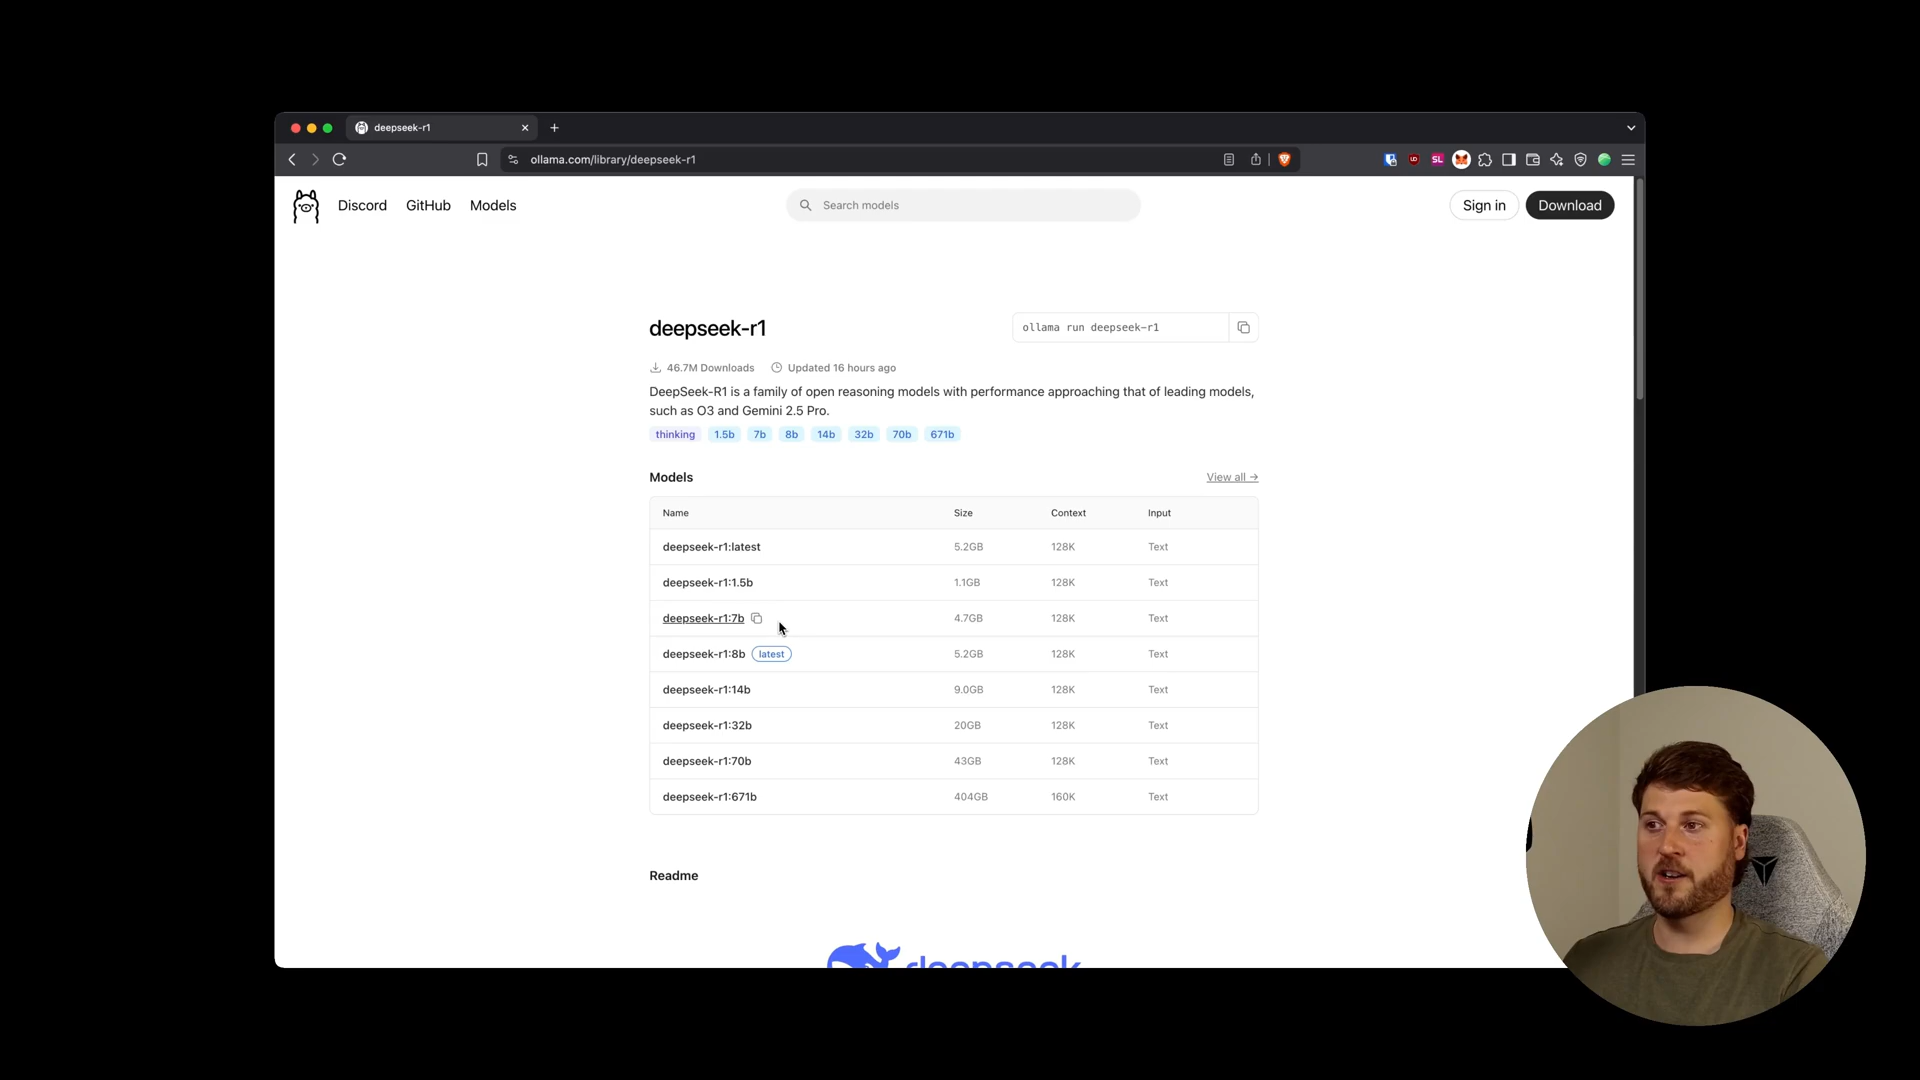 deepseek-r1
ollama.com/library/deepseek-r1
SL
Discord GitHub Models
Search models
Sign in Download
deepseek-r1
ollama run deepseek-r1
46.7M Downloads Updated 16 hours ago
DeepSeek-R1 is a family of open reasoning models with performance approaching that of leading models,
such as O3 and Gemini 2.5 Pro.
thinking 1.5b 7b 8b 14b 32b 70b 671b
Models View all →
Name Size Context Input
deepseek-r1:latest 5.2GB 128K Text
deepseek-r1:1.5b 1.1GB 128K Text
deepseek-r1:7b 4.7GB 128K Text
deepseek-r1:8b latest 5.2GB 128K Text
deepseek-r1:14b 9.0GB 128K Text
deepseek-r1:32b 20GB 128K Text
deepseek-r1:70b 43GB 128K Text
deepseek-r1:671b 404GB 160K Text
Readme
deepseek